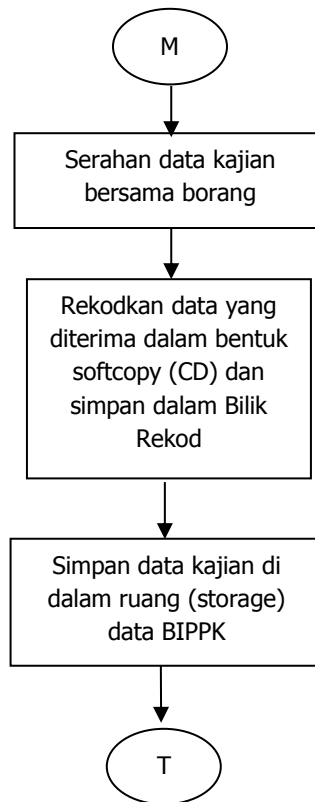 M
Serahan data kajian
bersama borang
Rekodkan data yang
diterima dalam bentuk
softcopy (CD) dan
simpan dalam Bilik
Rekod
Simpan data kajian di
dalam ruang (storage)
data BIPPK
T